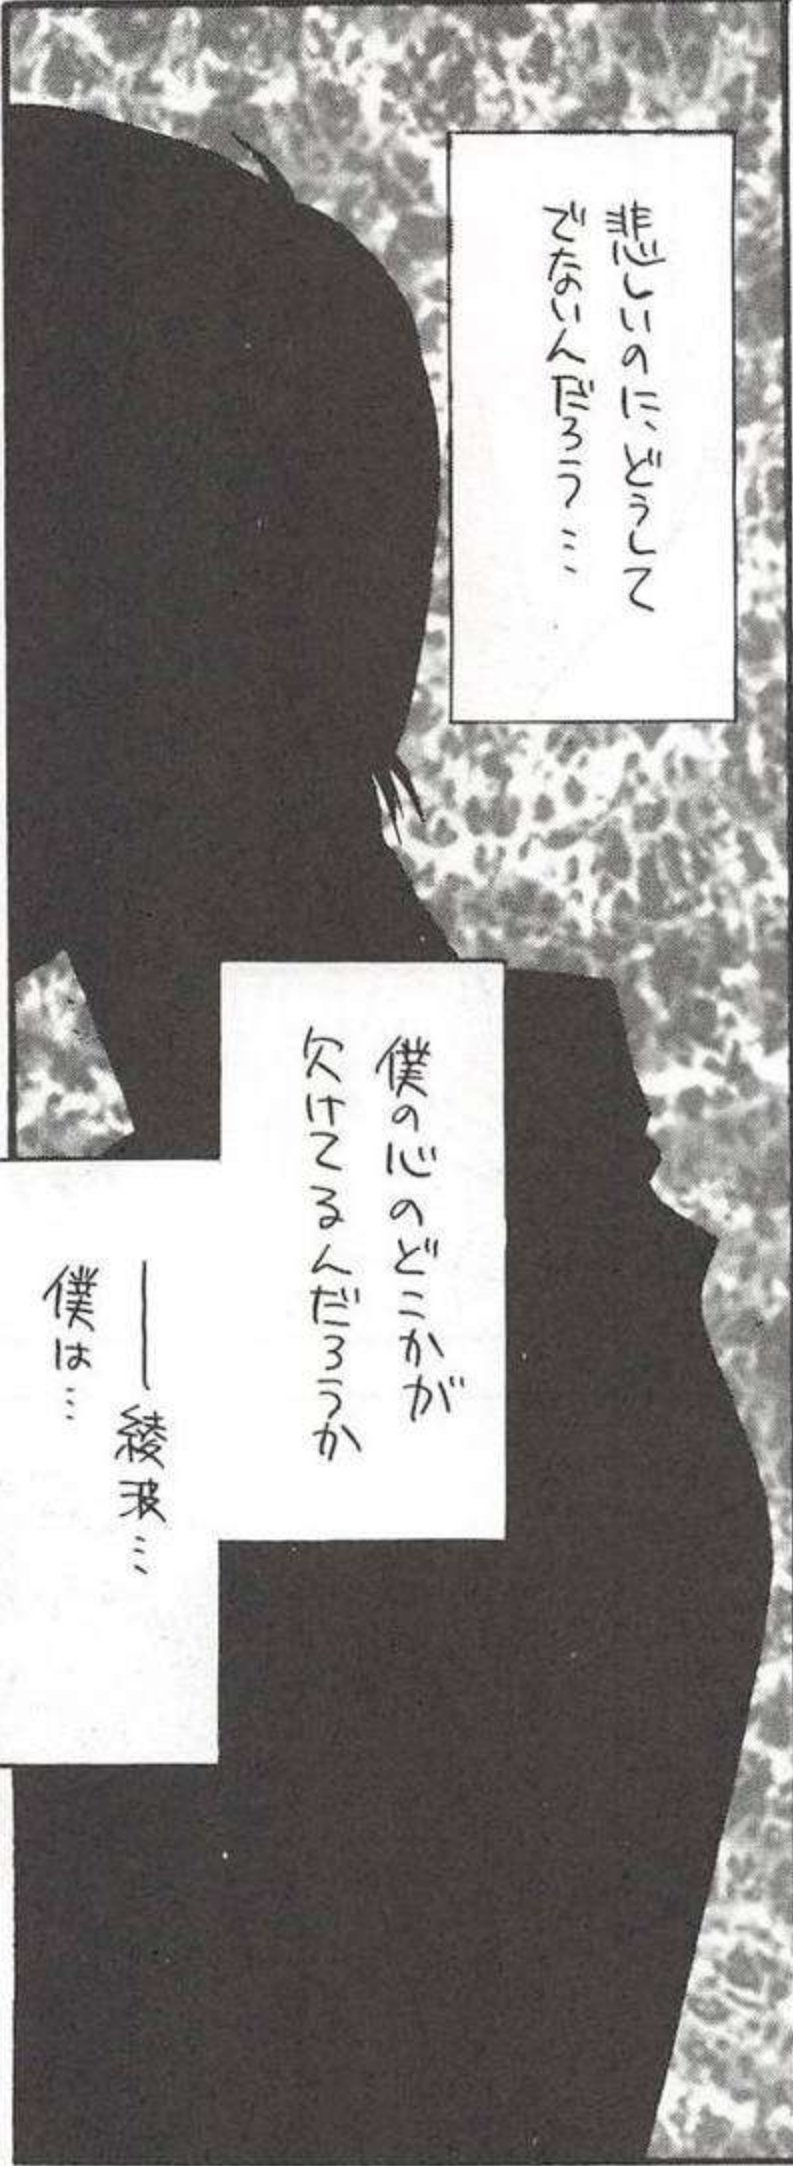 悲しいのに、どうして
でないんだろう…
僕の心のどこかが
欠けてるんだろうか
――綾波…
僕は…